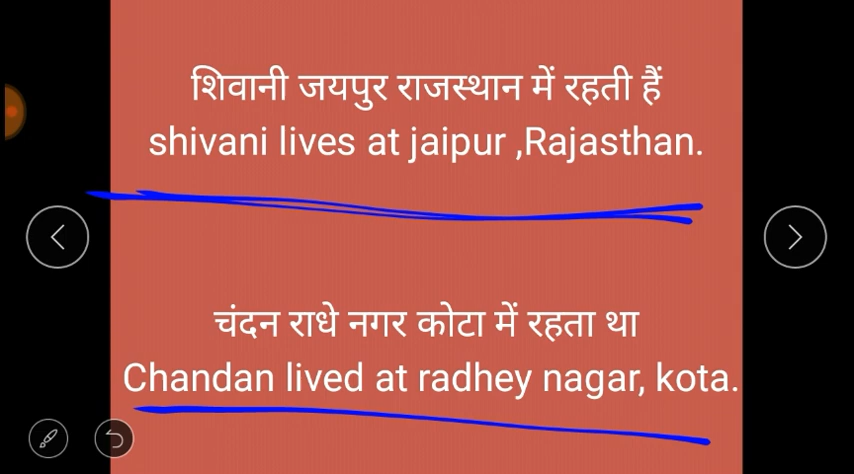 शिवानी जयपुर राजस्थान में रहती हैं
shivani lives at jaipur ,Rajasthan.
चंदन राधे नगर कोटा में रहता था
Chandan lived at radhey nagar, kota.